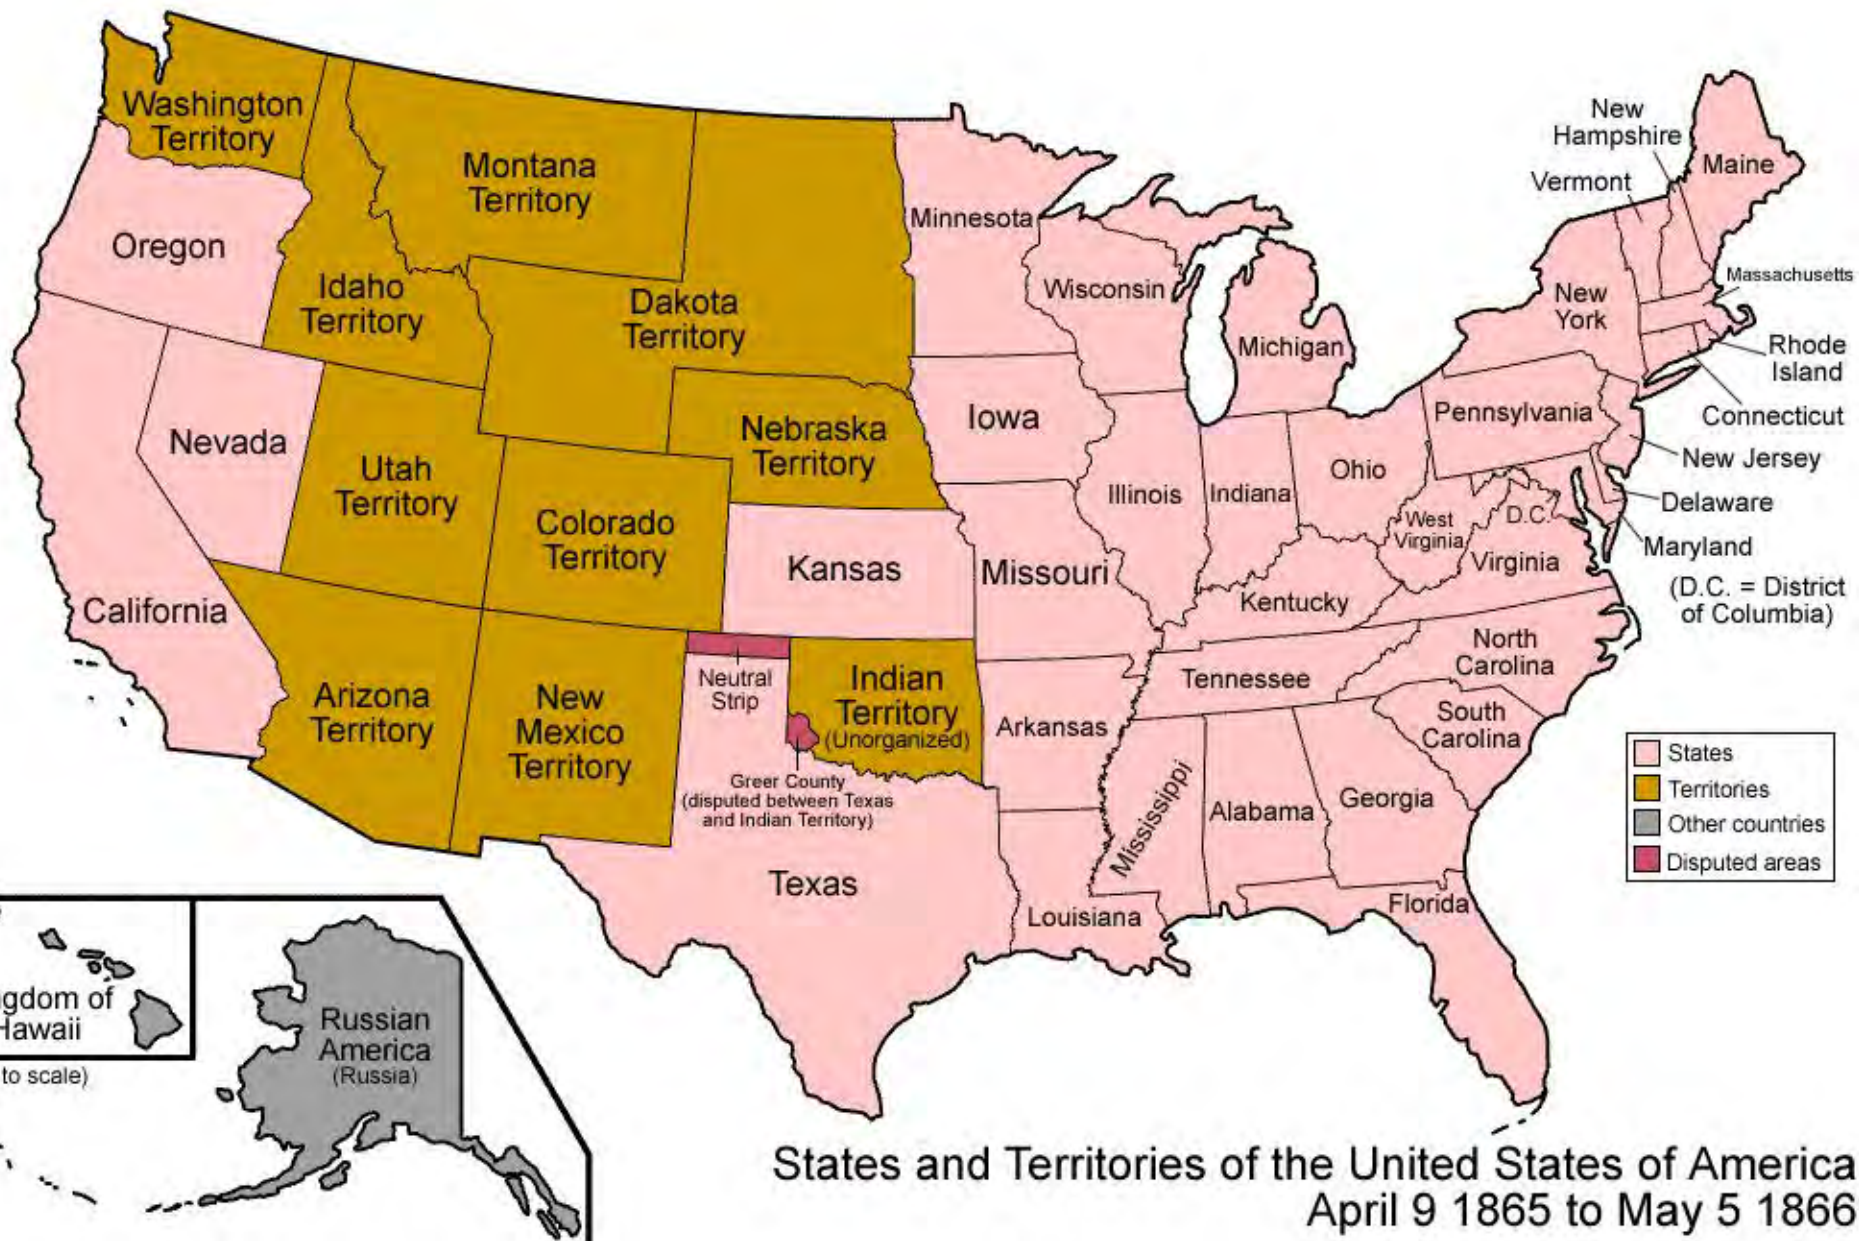 Washington
Territory
Montana
Territory
Oregon
Idaho
Territory
Dakota
Territory
Minnesota
Wisconsin
Michigan
New
Hampshire
Vermont
Maine
Massachusetts
New
York
Rhode
Island
Connecticut
Pennsylvania
New Jersey
Delaware
Maryland
(D.C. = District
of Columbia)
Nevada
Utah
Territory
Nebraska
Territory
Iowa
Illinois
Indiana
Ohio
West
Virginia
D.C.
Virginia
California
Colorado
Territory
Kansas
Missouri
Kentucky
North
Carolina
Tennessee
Arizona
Territory
New
Mexico
Territory
Neutral
Strip
Indian
Territory
(Unorganized)
Arkansas
South
Carolina
Greer County
(disputed between Texas
and Indian Territory)
Mississippi
Alabama
Georgia
Texas
Louisiana
Florida
States
Territories
Other countries
Disputed areas
gdom of
Hawaii
to scale)
Russian
America
(Russia)
States and Territories of the United States of America
April 9 1865 to May 5 1866